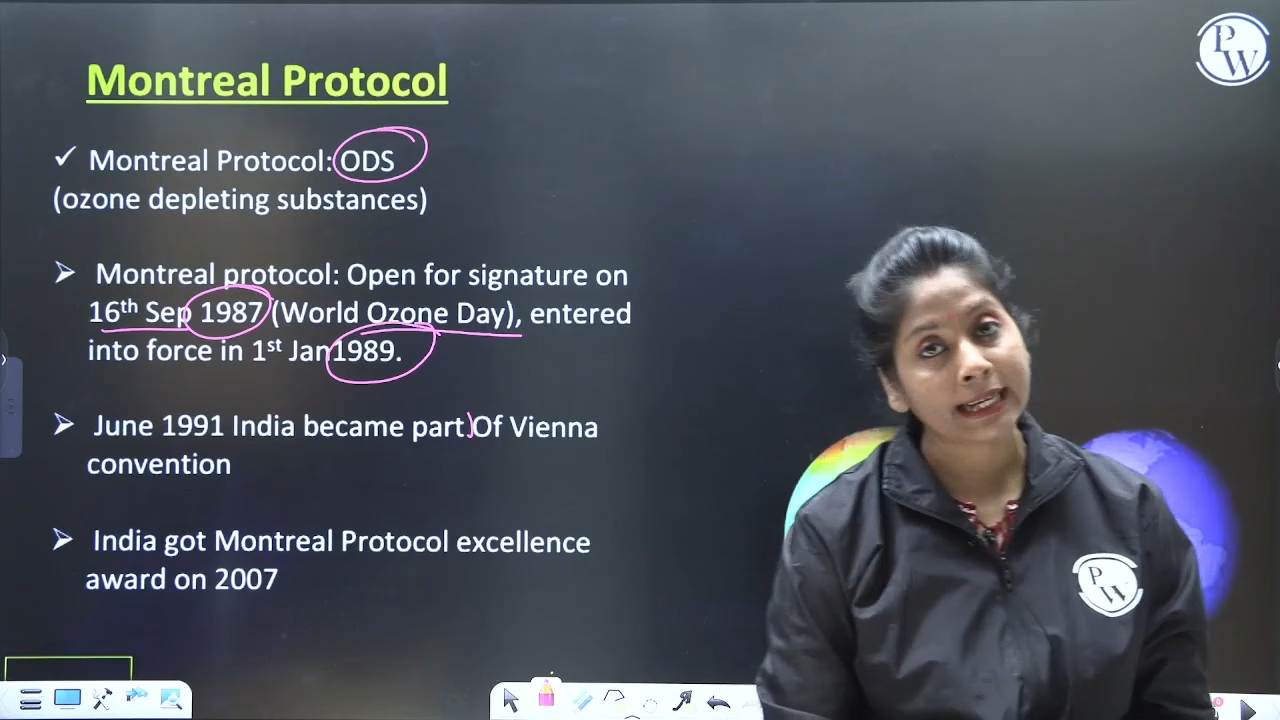 Montreal Protocol
PW
✓ Montreal Protocol: ODS
(ozone depleting substances)
➤ Montreal protocol: Open for signature on
16th Sep 1987 (World Ozone Day), entered
into force in 1st Jan1989.
➤ June 1991 India became part Of Vienna
convention
➤ India got Montreal Protocol excellence
award on 2007
PW